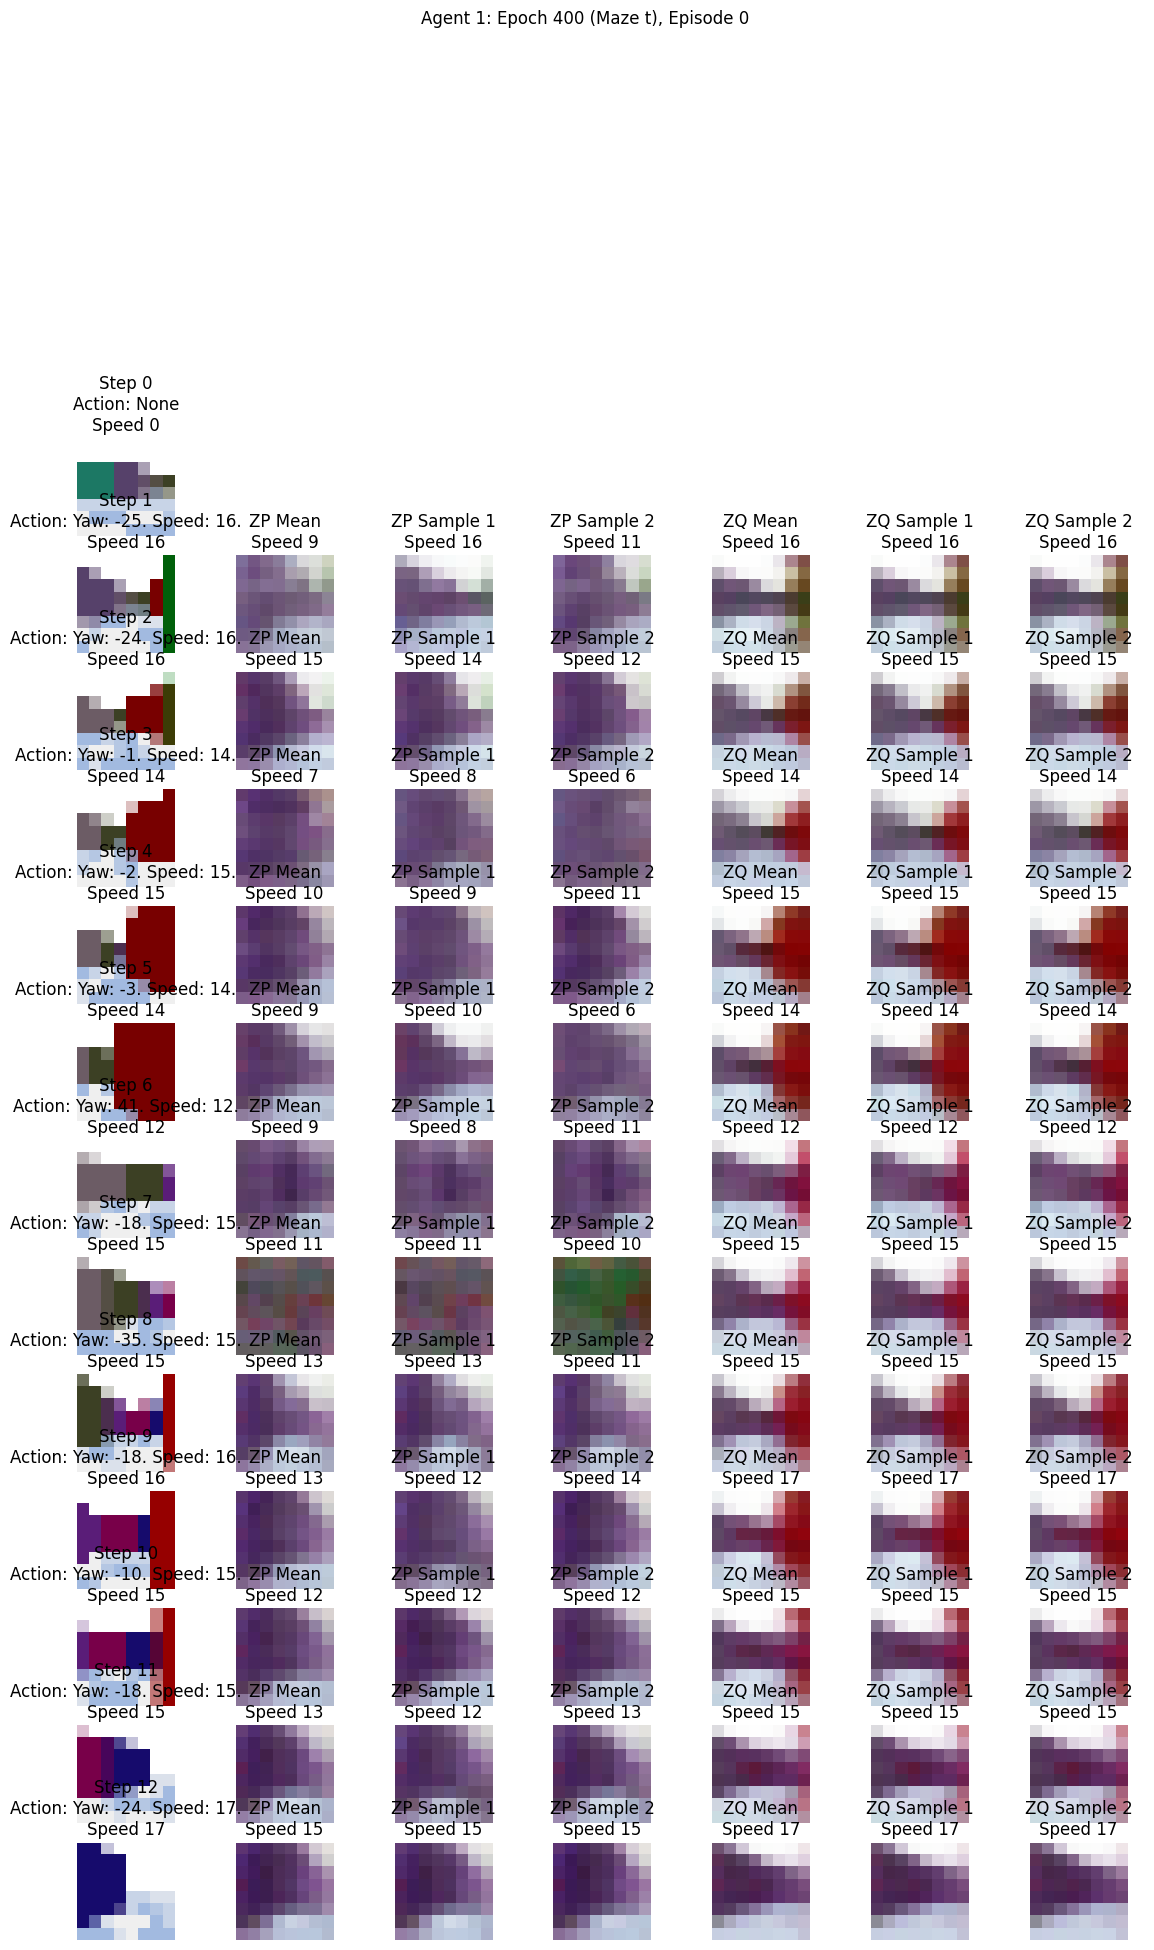 Agent 1: Epoch 400 (Maze t), Episode 0
Step 0
Action: None
Speed 0
Step 1
Action: Yaw: -25. Speed: 16. ZP Mean ZP Sample 1 ZP Sample 2 ZQ Mean ZQ Sample 1 ZQ Sample 2
Speed 16 Speed 9 Speed 16 Speed 11 Speed 16 Speed 16 Speed 16
Step 2
Action: Yaw: -24. Speed: 16. ZP Mean ZP Sample 1 ZP Sample 2 ZQ Mean ZQ Sample 1 ZQ Sample 2
Speed 16 Speed 15 Speed 14 Speed 12 Speed 15 Speed 15 Speed 15
Step 3
Action: Yaw: -1. Speed: 14. ZP Mean ZP Sample 1 ZP Sample 2 ZQ Mean ZQ Sample 1 ZQ Sample 2
Speed 14 Speed 7 Speed 8 Speed 6 Speed 14 Speed 14 Speed 14
Step 4
Action: Yaw: -2. Speed: 15. ZP Mean ZP Sample 1 ZP Sample 2 ZQ Mean ZQ Sample 1 ZQ Sample 2
Speed 15 Speed 10 Speed 9 Speed 11 Speed 15 Speed 15 Speed 15
Step 5
Action: Yaw: -3. Speed: 14. ZP Mean ZP Sample 1 ZP Sample 2 ZQ Mean ZQ Sample 1 ZQ Sample 2
Speed 14 Speed 9 Speed 10 Speed 6 Speed 14 Speed 14 Speed 14
Step 6
Action: Yaw: 41. Speed: 12. ZP Mean ZP Sample 1 ZP Sample 2 ZQ Mean ZQ Sample 1 ZQ Sample 2
Speed 12 Speed 9 Speed 8 Speed 11 Speed 12 Speed 12 Speed 12
Step 7
Action: Yaw: -18. Speed: 15. ZP Mean ZP Sample 1 ZP Sample 2 ZQ Mean ZQ Sample 1 ZQ Sample 2
Speed 15 Speed 11 Speed 11 Speed 10 Speed 15 Speed 15 Speed 15
Step 8
Action: Yaw: -35. Speed: 15. ZP Mean ZP Sample 1 ZP Sample 2 ZQ Mean ZQ Sample 1 ZQ Sample 2
Speed 15 Speed 13 Speed 13 Speed 11 Speed 15 Speed 15 Speed 15
Step 9
Action: Yaw: -18. Speed: 16. ZP Mean ZP Sample 1 ZP Sample 2 ZQ Mean ZQ Sample 1 ZQ Sample 2
Speed 16 Speed 13 Speed 12 Speed 14 Speed 17 Speed 17 Speed 17
Step 10
Action: Yaw: -10. Speed: 15. ZP Mean ZP Sample 1 ZP Sample 2 ZQ Mean ZQ Sample 1 ZQ Sample 2
Speed 15 Speed 12 Speed 12 Speed 12 Speed 15 Speed 15 Speed 15
Step 11
Action: Yaw: -18. Speed: 15. ZP Mean ZP Sample 1 ZP Sample 2 ZQ Mean ZQ Sample 1 ZQ Sample 2
Speed 15 Speed 13 Speed 12 Speed 13 Speed 15 Speed 15 Speed 15
Step 12
Action: Yaw: -24. Speed: 17. ZP Mean ZP Sample 1 ZP Sample 2 ZQ Mean ZQ Sample 1 ZQ Sample 2
Speed 17 Speed 15 Speed 15 Speed 15 Speed 17 Speed 17 Speed 17